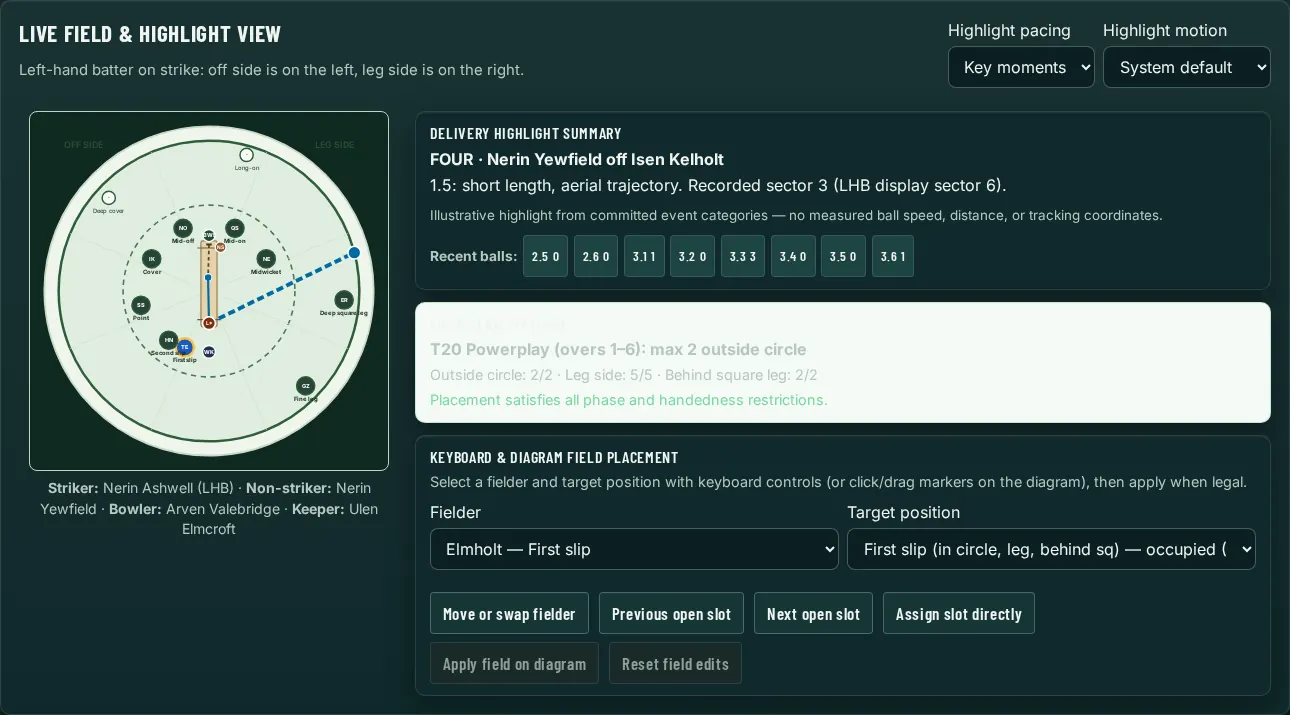 LIVE FIELD & HIGHLIGHT VIEW
Left-hand batter on strike: off side is on the left, leg side is on the right.
Highlight pacing
Key moments
Highlight motion
System default
OFF SIDE
LEG SIDE
Long-on
Deep cover
NO
Mid-off
BW
OS
Mid-on
NS
IK
Cover
NE
Midwicket
SS
Point
ER
Deep square leg
L*
HN
Second
TE
First slip
WK
GZ
Fine leg
Striker: Nerin Ashwell (LHB) · Non-striker: Nerin
Yewfield · Bowler: Arven Valebridge · Keeper: Ulen
Elmcroft
DELIVERY HIGHLIGHT SUMMARY
FOUR · Nerin Yewfield off Isen Kelholt
1.5: short length, aerial trajectory. Recorded sector 3 (LHB display sector 6).
Illustrative highlight from committed event categories — no measured ball speed, distance, or tracking coordinates.
Recent balls: 2.5 0 2.6 0 3.1 1 3.2 0 3.3 3 3.4 0 3.5 0 3.6 1
T20 Powerplay (overs 1–6): max 2 outside circle
Outside circle: 2/2 · Leg side: 5/5 · Behind square leg: 2/2
Placement satisfies all phase and handedness restrictions.
KEYBOARD & DIAGRAM FIELD PLACEMENT
Select a fielder and target position with keyboard controls (or click/drag markers on the diagram), then apply when legal.
Fielder
Elmholt — First slip
Target position
First slip (in circle, leg, behind sq) — occupied (
Move or swap fielder
Previous open slot
Next open slot
Assign slot directly
Apply field on diagram
Reset field edits